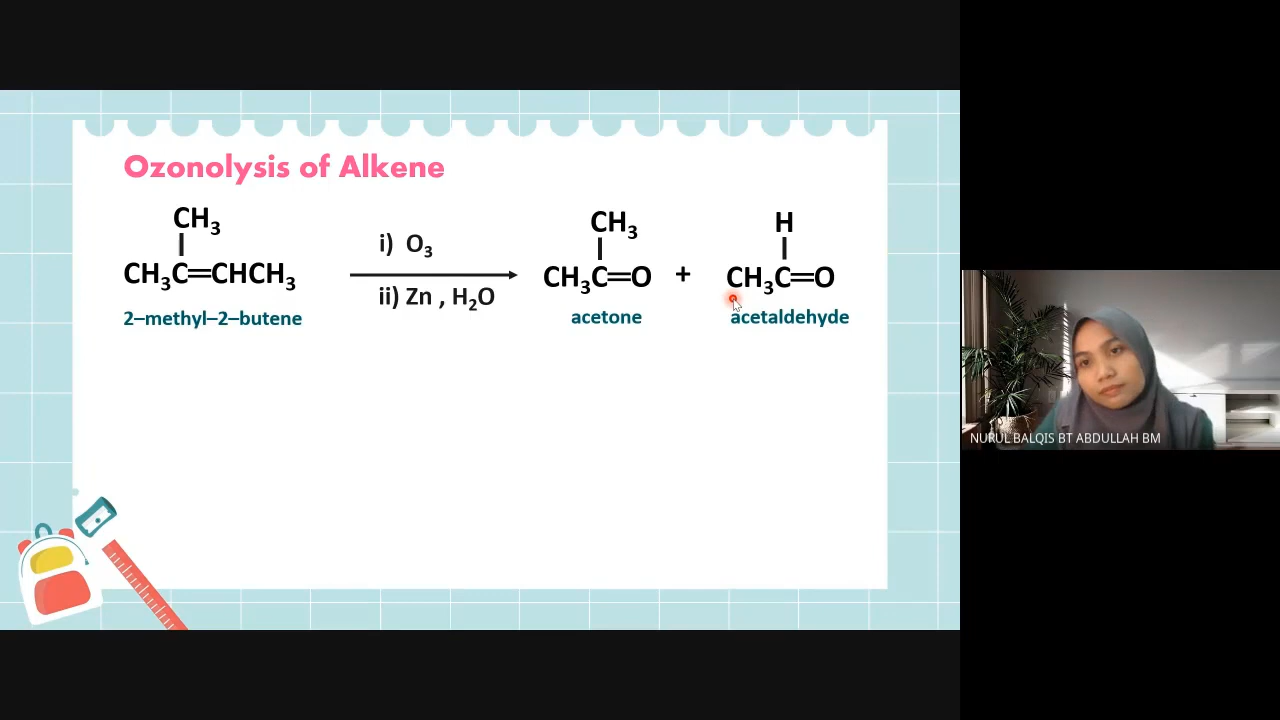 Ozonolysis of Alkene
CH₃
CH₃C=CHCH₃
2–methyl–2–butene
i) O₃
ii) Zn , H₂O
CH₃
CH₃C=O
acetone
+
H
CH₃C=O
acetaldehyde
NURUL BALQIS BT ABDULLAH BM